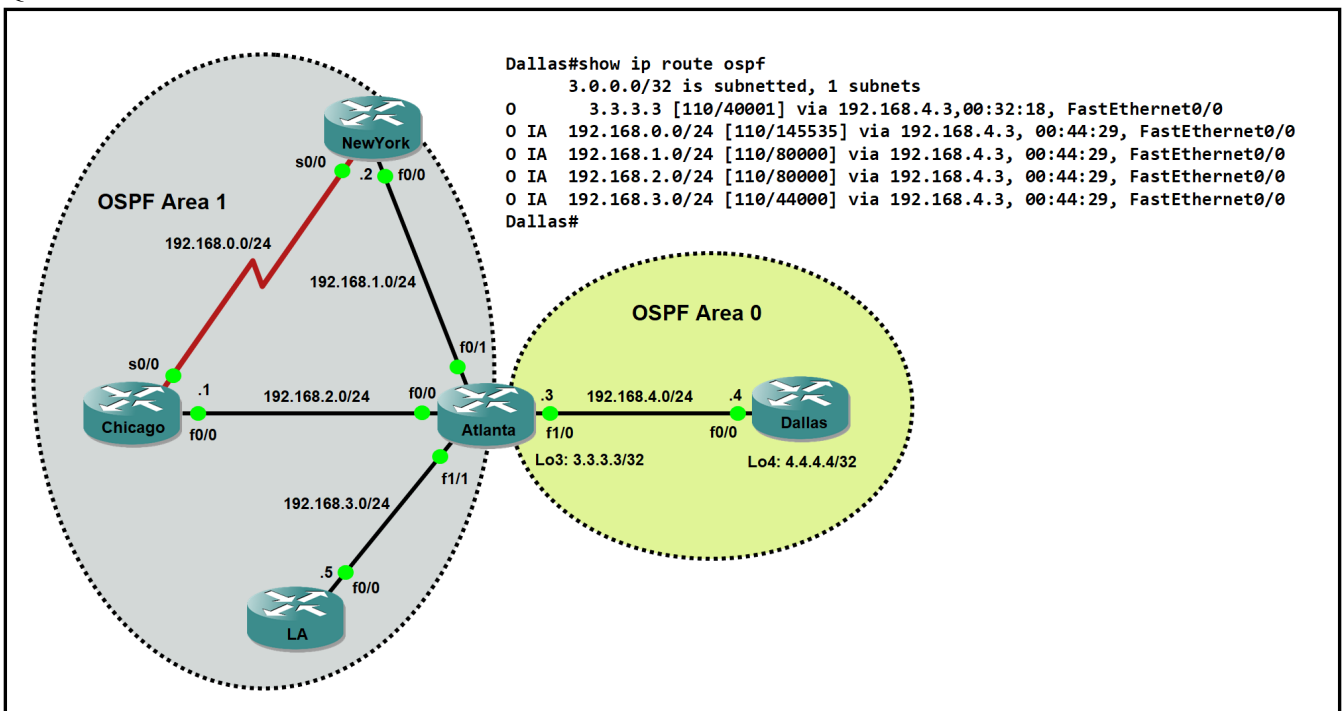 Dallas#show ip route ospf
3.0.0.0/32 is subnetted, 1 subnets
O 3.3.3.3 [110/40001] via 192.168.4.3,00:32:18, FastEthernet0/0
O IA 192.168.0.0/24 [110/145535] via 192.168.4.3, 00:44:29, FastEthernet0/0
O IA 192.168.1.0/24 [110/80000] via 192.168.4.3, 00:44:29, FastEthernet0/0
O IA 192.168.2.0/24 [110/80000] via 192.168.4.3, 00:44:29, FastEthernet0/0
O IA 192.168.3.0/24 [110/44000] via 192.168.4.3, 00:44:29, FastEthernet0/0
Dallas#
NewYork
s0/0
.2
f0/0
OSPF Area 1
192.168.0.0/24
192.168.1.0/24
OSPF Area 0
f0/1
s0/0
.1
192.168.2.0/24
f0/0
.3
192.168.4.0/24
.4
Chicago
f0/0
Atlanta
f1/0
f0/0
Dallas
Lo3: 3.3.3.3/32
Lo4: 4.4.4.4/32
f1/1
192.168.3.0/24
.5
f0/0
LA